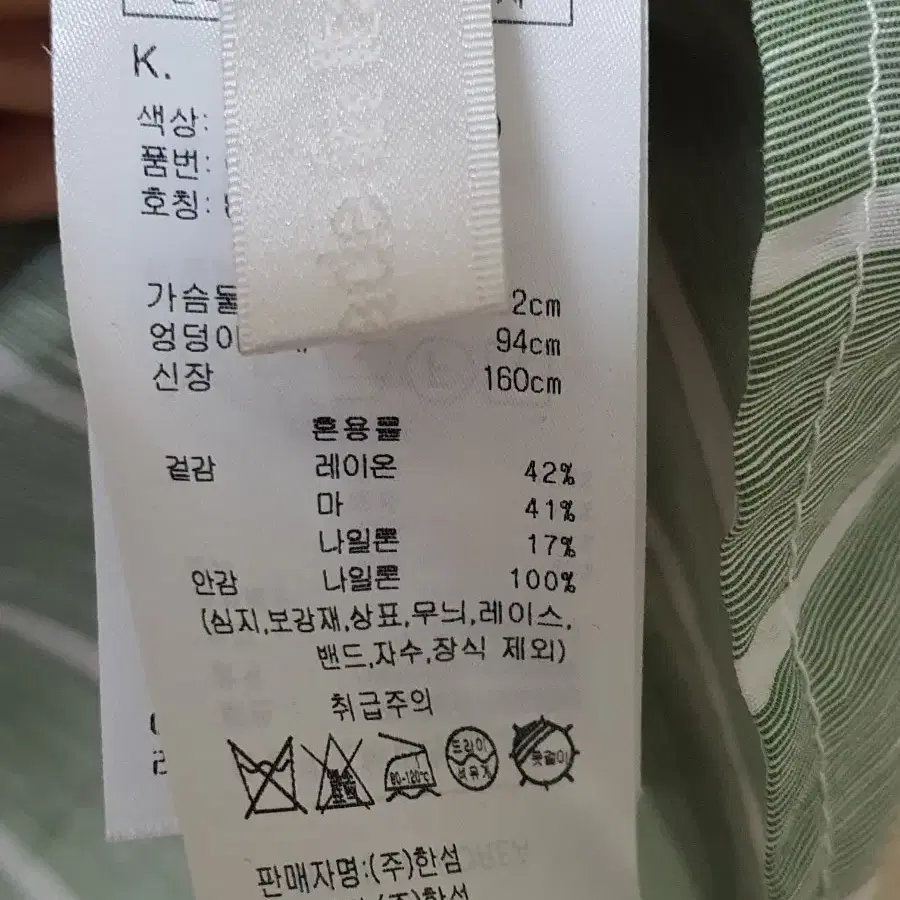 K.
색상:
품번:
호칭:
가슴둘 2cm
엉덩이 94cm
신장 160cm
혼용률
겉감 레이온 42%
마 41%
나일론 17%
안감 나일론 100%
(심지,보강재,상표,무늬,레이스,
밴드,자수,장식 제외)
취급주의
80-120℃ 드라이 석유계 옷걸이
판매자명:(주)한섬
(주)한섬